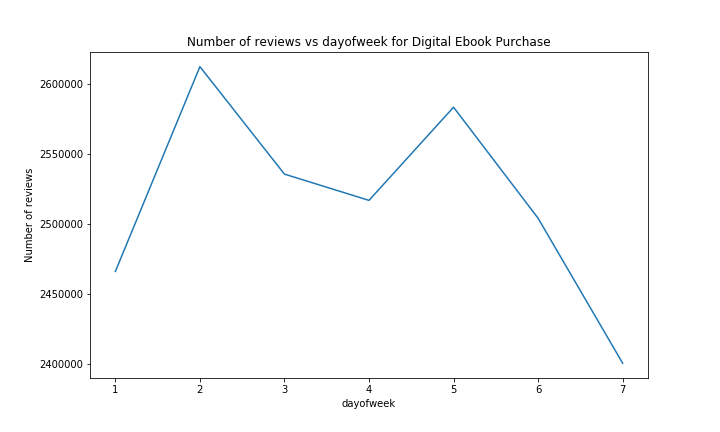 Number of reviews vs dayofweek for Digital Ebook Purchase
2600000
2550000
2500000
2450000
2400000
Number of reviews
1 2 3 4 5 6 7
dayofweek